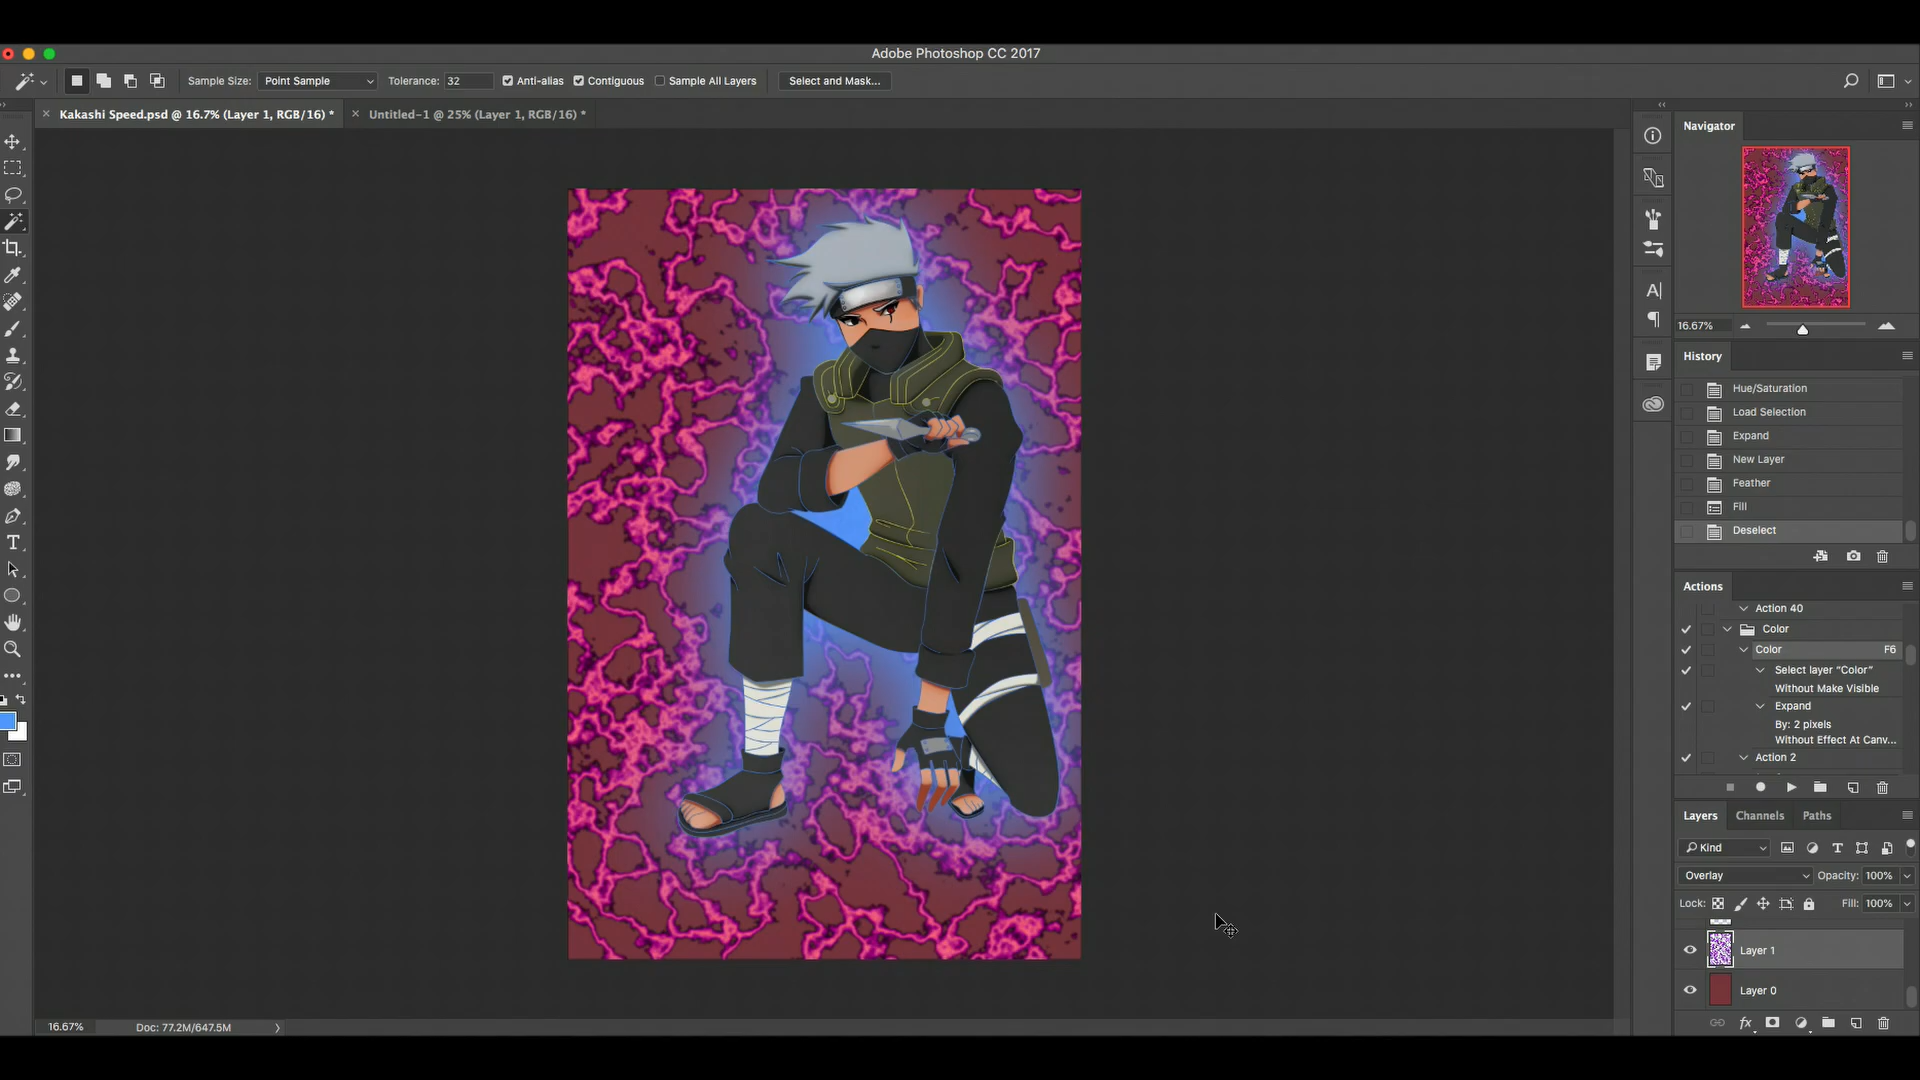 Adobe Photoshop CC 2017
Sample Size: Point Sample Tolerance: 32 Anti-alias Contiguous Sample All Layers Select and Mask...
Kakashi Speed.psd @ 16.7% (Layer 1, RGB/16) * Untitled-1 @ 25% (Layer 1, RGB/16) *
Navigator
16.67%
History
Hue/Saturation
Load Selection
Expand
New Layer
Feather
Fill
Deselect
Actions
Action 40
Color
Color F6
Select layer “Color”
Without Make Visible
Expand
By: 2 pixels
Without Effect At Canv...
Action 2
Layers Channels Paths
Kind
Overlay Opacity: 100%
Lock: Fill: 100%
Layer 1
Layer 0
fx
16.67% Doc: 77.2M/647.5M